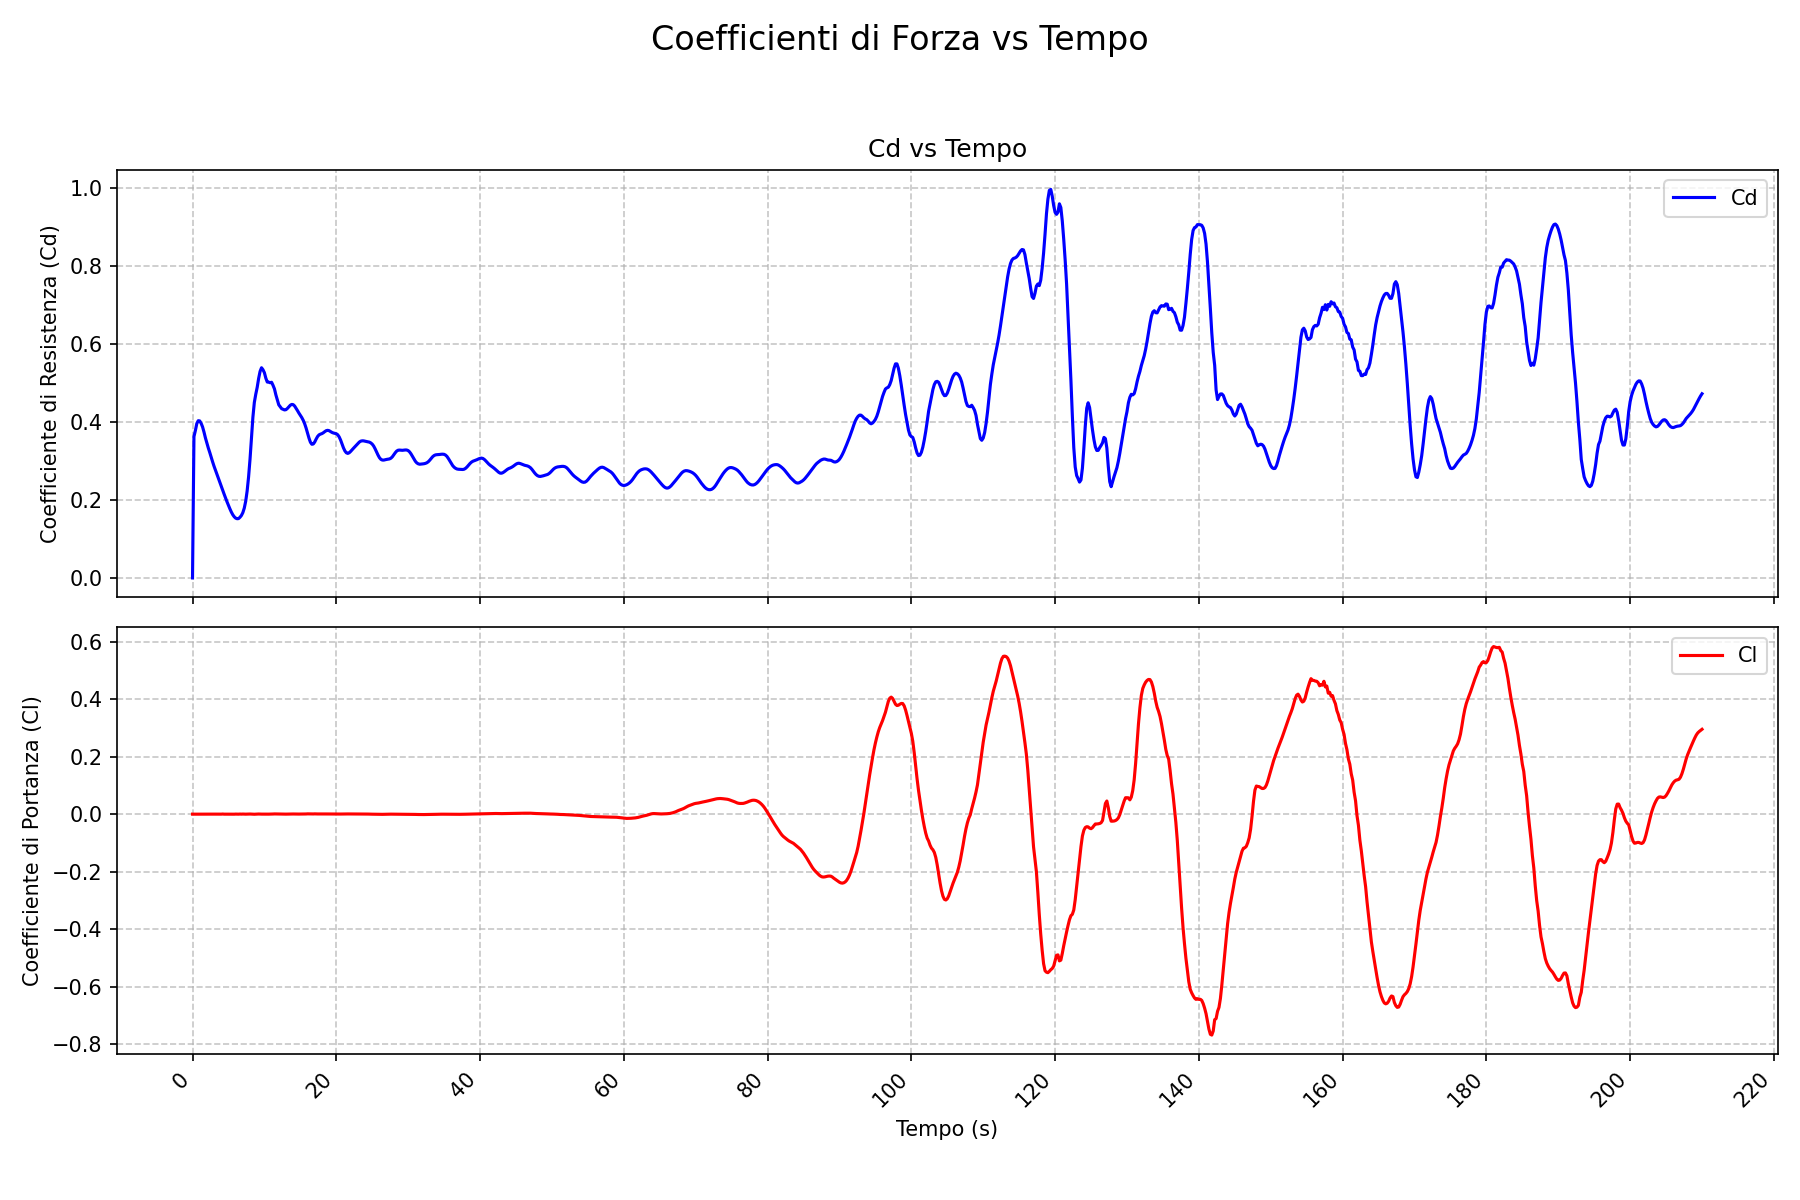 Coefficienti di Forza vs Tempo
Cd vs Tempo
Coefficiente di Resistenza (Cd)
1.0
0.8
0.6
0.4
0.2
0.0
Cd
Coefficiente di Portanza (Cl)
0.6
0.4
0.2
0.0
−0.2
−0.4
−0.6
−0.8
Cl
0 20 40 60 80 100 120 140 160 180 200 220
Tempo (s)